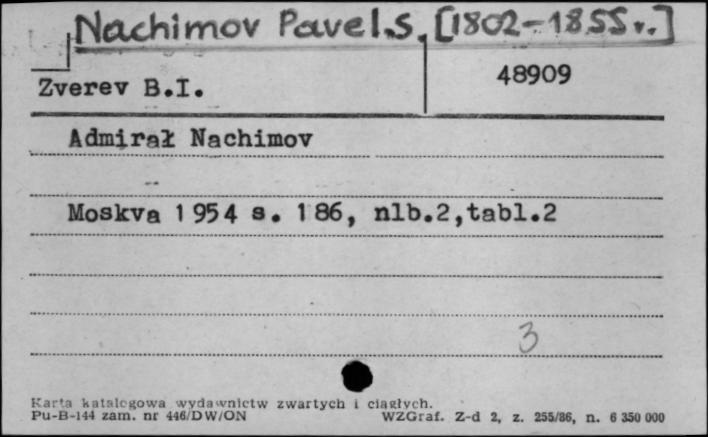 Nachimov Pavel.S. [1802-1855r.]
Zverev B.I.
48909
Admirał Nachimov
Moskva 1954 s. 186, nlb.2,tabl.2
3
Karta katalogowa wydawnictw zwartych i ciągłych.
Pu-B-144 zam. nr 446/DW/ON
WZGraf. Z-d 2, z. 255/86, n. 6 350 000